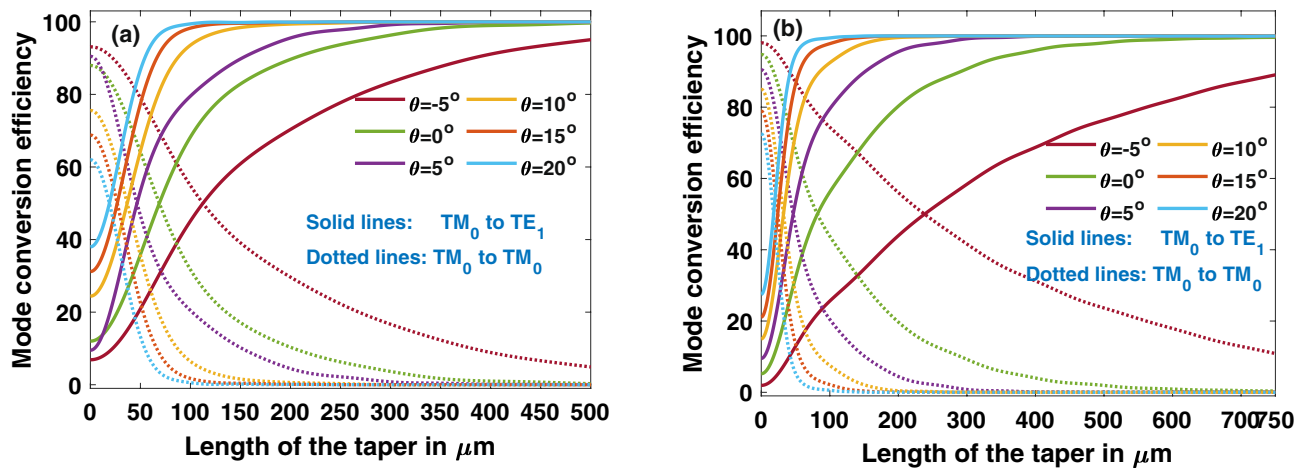 (a)
Mode conversion efficiency
100
80
60
40
20
0
θ=-5° θ=10°
θ=0° θ=15°
θ=5° θ=20°
Solid lines: TM₀ to TE₁
Dotted lines: TM₀ to TM₀
0 50 100 150 200 250 300 350 400 450 500
Length of the taper in μm
(b)
Mode conversion efficiency
100
80
60
40
20
0
θ=-5° θ=10°
θ=0° θ=15°
θ=5° θ=20°
Solid lines: TM₀ to TE₁
Dotted lines: TM₀ to TM₀
0 100 200 300 400 500 600 700 750
Length of the taper in μm